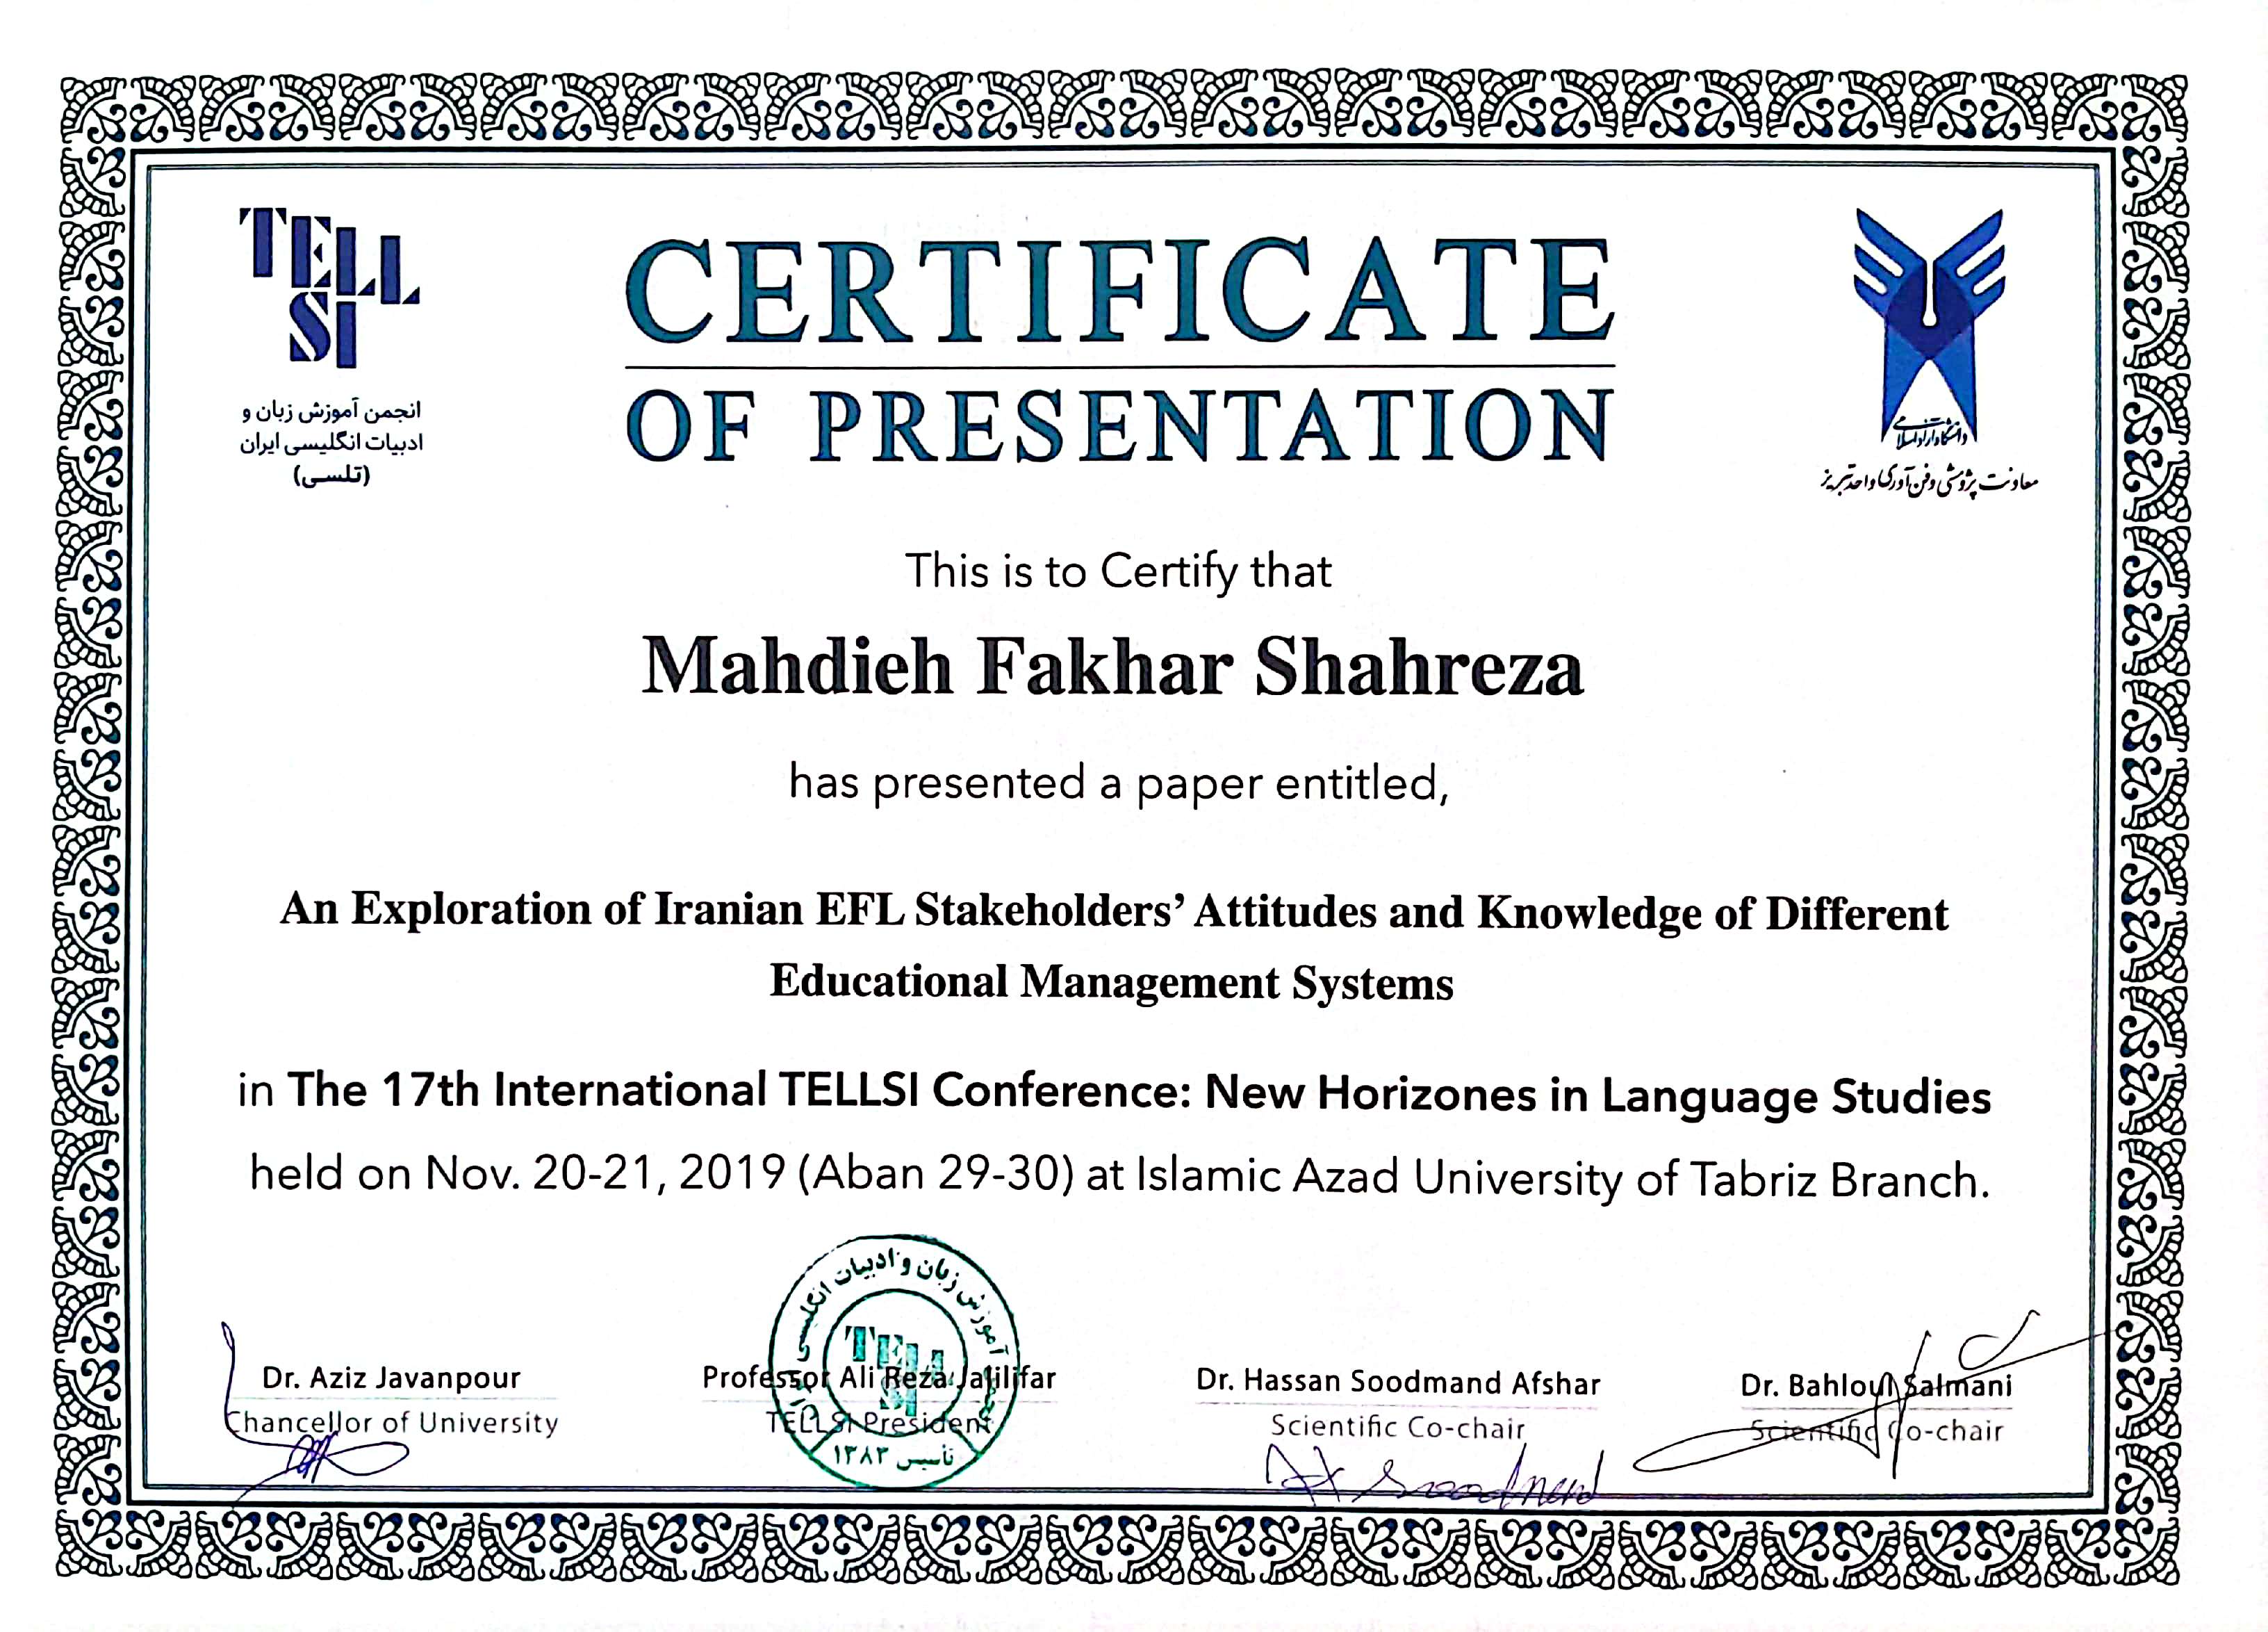 TELL
SI
انجمن آموزش زبان و
ادبیات انگلیسی ایران
(تلسی)
CERTIFICATE
OF PRESENTATION
دانشگاه آزاد اسلامی
معاونت پژوهشی و فن‌آوری واحد تبریز
This is to Certify that
Mahdieh Fakhar Shahreza
has presented a paper entitled,
An Exploration of Iranian EFL Stakeholders’ Attitudes and Knowledge of Different
Educational Management Systems
in The 17th International TELLSI Conference: New Horizones in Language Studies
held on Nov. 20-21, 2019 (Aban 29-30) at Islamic Azad University of Tabriz Branch.
Dr. Aziz Javanpour
Chancellor of University
Professor Ali Reza Jalilifar
TELLSI President
انجمن آموزش زبان و ادبیات انگلیسی
TELL
SI
تأسیس ۱۳۸۲
Dr. Hassan Soodmand Afshar
Scientific Co-chair
Dr. Bahloul Salmani
Scientific Co-chair